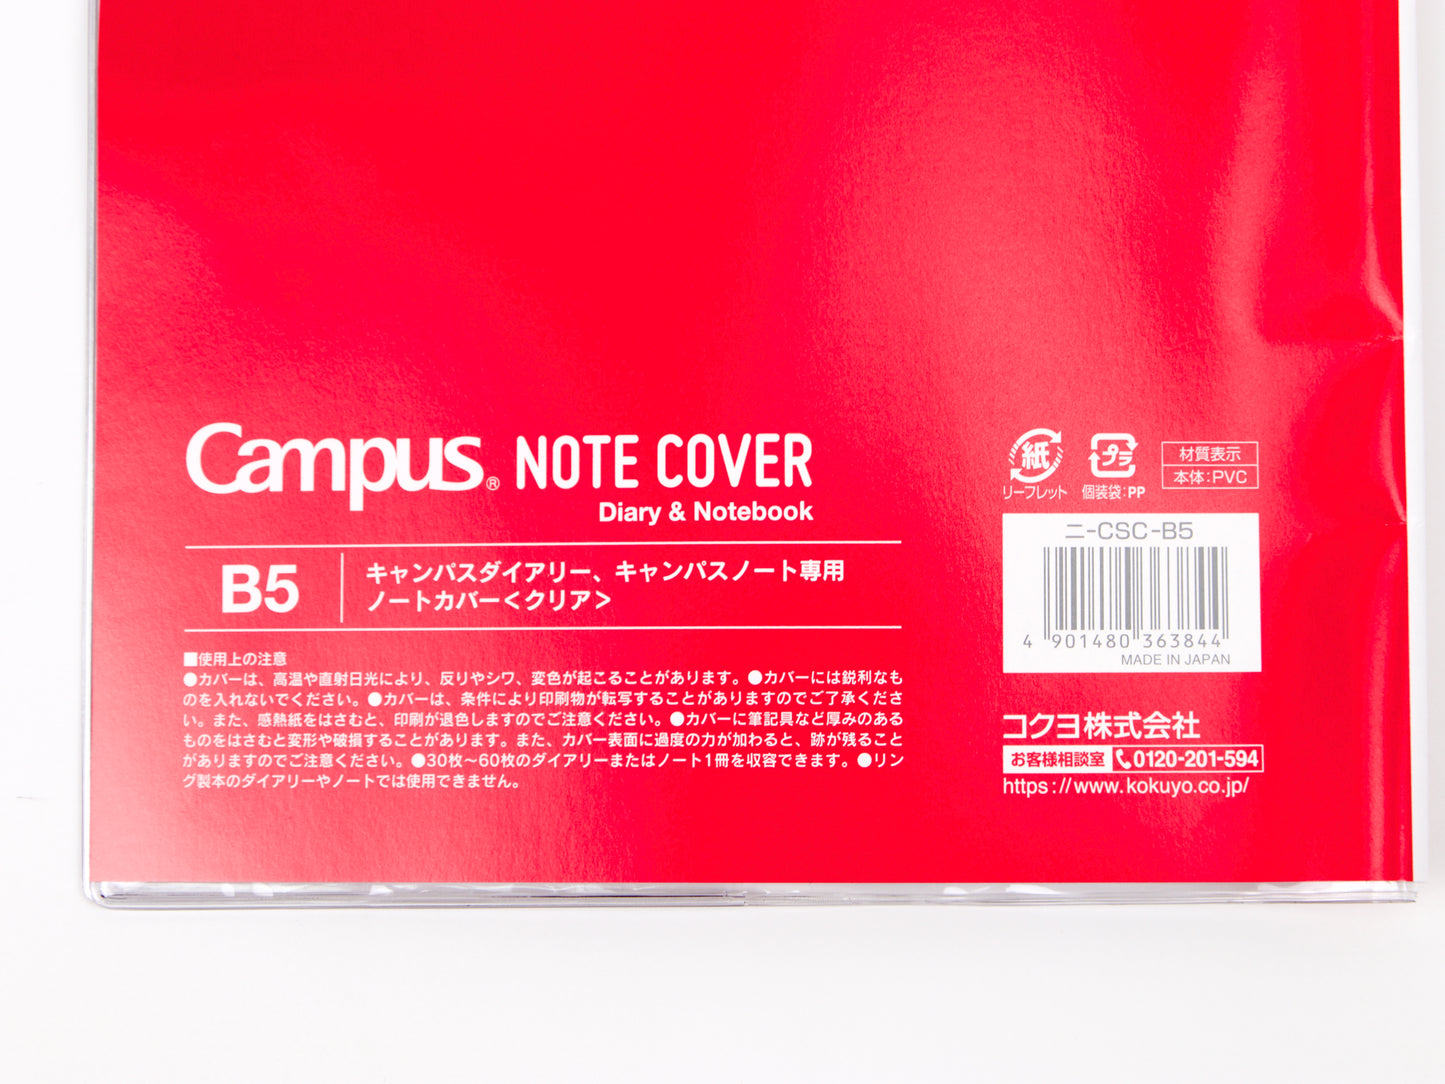 Campus® NOTE COVER
Diary & Notebook
B5
キャンパスダイアリー、キャンパスノート専用
ノートカバー<クリア>
■使用上の注意
●カバーは、高温や直射日光により、反りやシワ、変色が起こることがあります。●カバーには鋭利なも
のを入れないでください。●カバーは、条件により印刷物が転写することがありますのでご了承くださ
い。また、感熱紙をはさむと、印刷が退色しますのでご注意ください。●カバーに筆記具など厚みのある
ものをはさむと変形や破損することがあります。また、カバー表面に過度の力が加わると、跡が残ること
がありますのでご注意ください。●30枚～60枚のダイアリーまたはノート1冊を収容できます。●リン
グ製本のダイアリーやノートでは使用できません。
紙
リーフレット
プラ
個装袋:PP
材質表示
本体:PVC
ニ-CSC-B5
4 901480 363844
MADE IN JAPAN
コクヨ株式会社
お客様相談室 0120-201-594
https://www.kokuyo.co.jp/